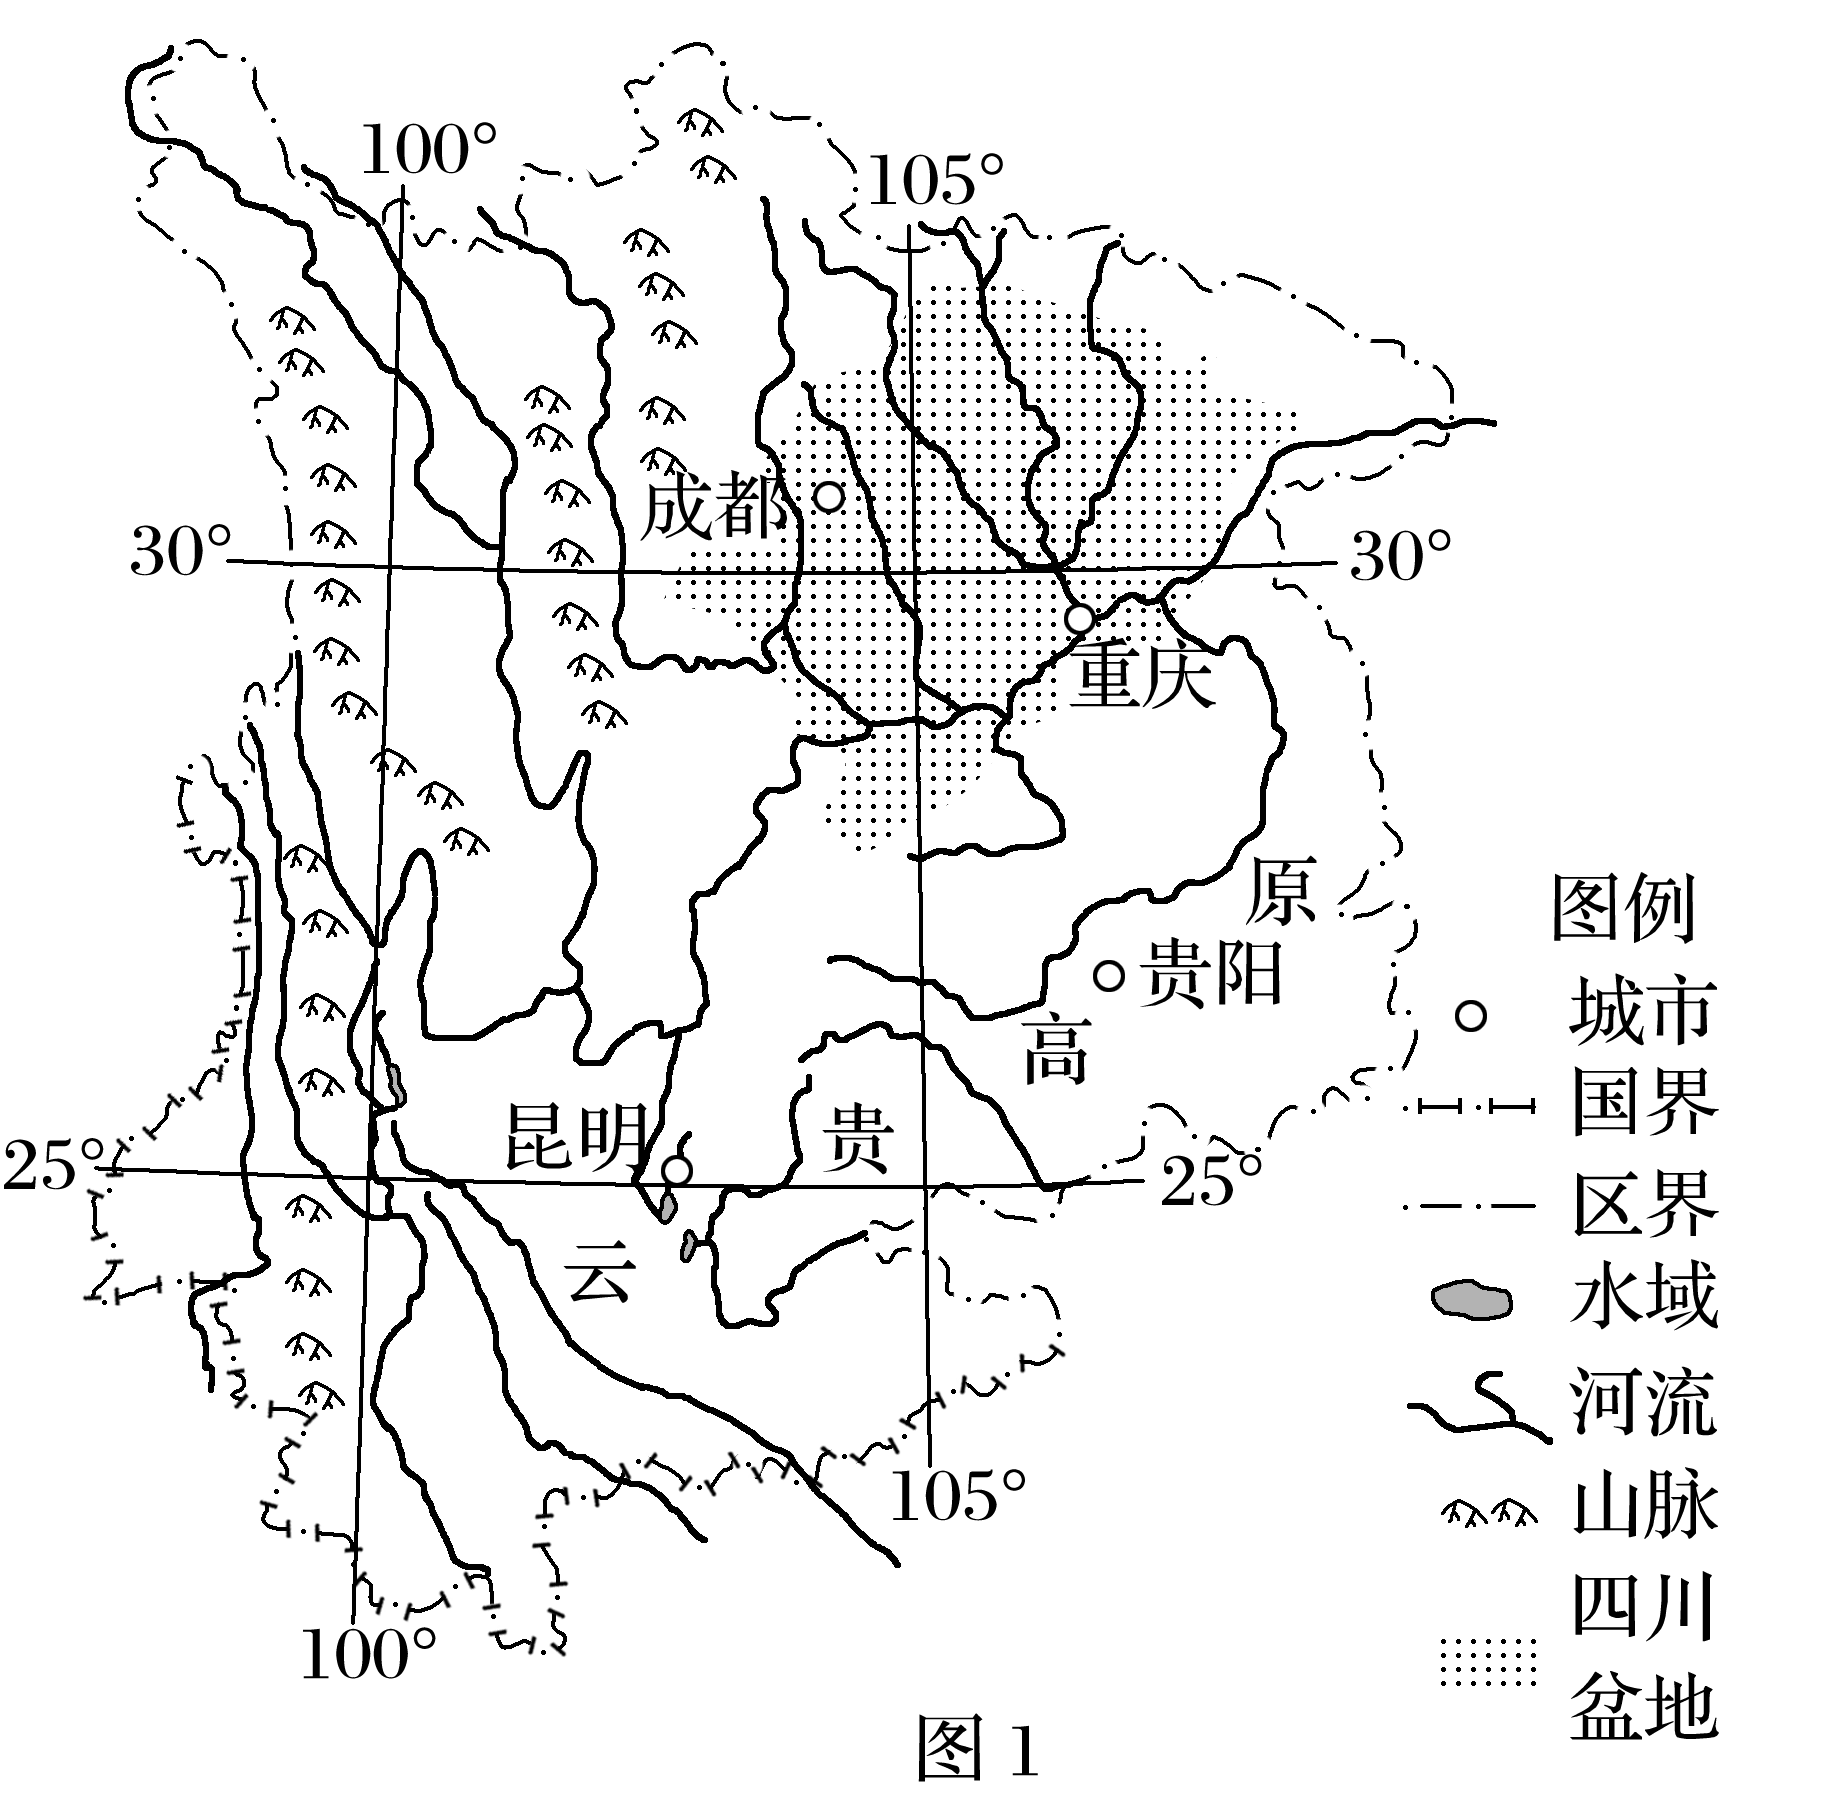 100°
105°
成都
30°
30°
重庆
原
贵阳
高
昆明
贵
25°
25°
云
105°
100°
图例
城市
国界
区界
水域
河流
山脉
四川
盆地
图 1